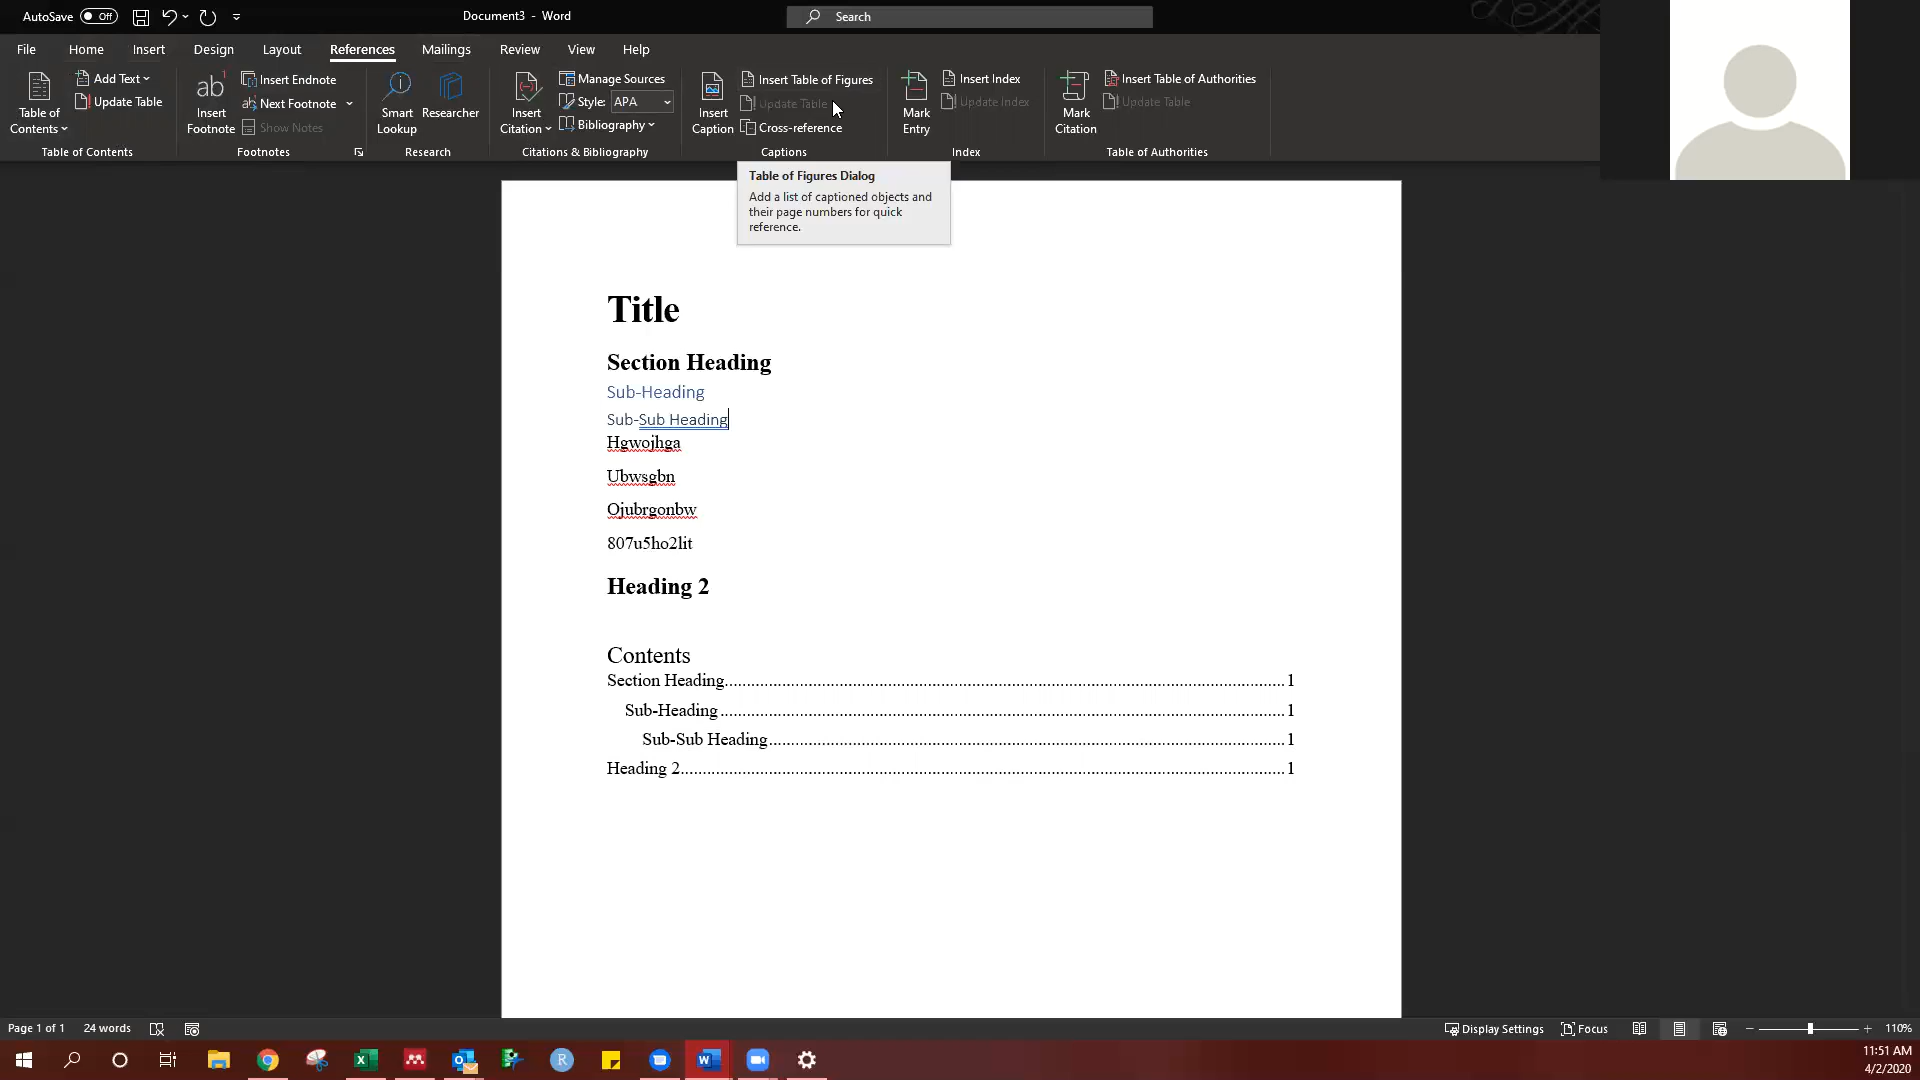 AutoSave Off
Document3 - Word
Search
File Home Insert Design Layout References Mailings Review View Help
Table of Contents
Add Text
Update Table
Table of Contents
ab 1
Insert Footnote
Insert Endnote
Next Footnote
Show Notes
Footnotes
Smart Lookup
Researcher
Research
Insert Citation
Manage Sources
Style: APA
Bibliography
Citations & Bibliography
Insert Caption
Insert Table of Figures
Update Table
Cross-reference
Captions
Mark Entry
Insert Index
Update Index
Index
Mark Citation
Insert Table of Authorities
Update Table
Table of Authorities
Table of Figures Dialog
Add a list of captioned objects and
their page numbers for quick
reference.
Title
Section Heading
Sub-Heading
Sub-Sub Heading
Hgwojhga
Ubwsgbn
Ojubrgonbw
807u5ho2lit
Heading 2
Contents
Section Heading 1
Sub-Heading 1
Sub-Sub Heading 1
Heading 2 1
Page 1 of 1 24 words Display Settings Focus 110%
11:51 AM
4/2/2020